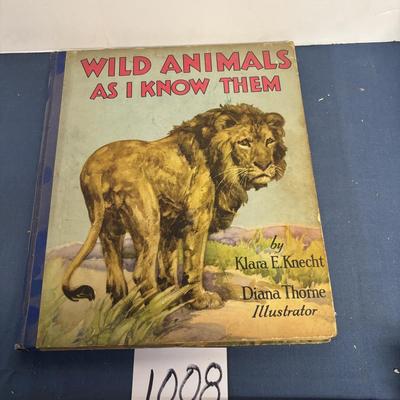 WILD ANIMALS
AS I KNOW THEM
by
Klara E. Knecht
Diana Thorne
Illustrator
1008